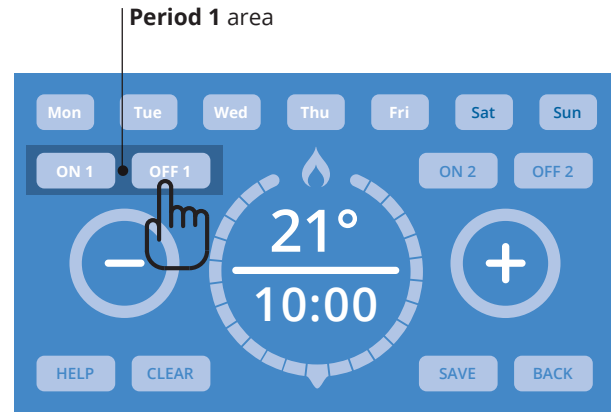 Period 1 area
Mon Tue Wed Thu Fri Sat Sun
ON 1 OFF 1 ON 2 OFF 2
21°
10:00
HELP CLEAR SAVE BACK